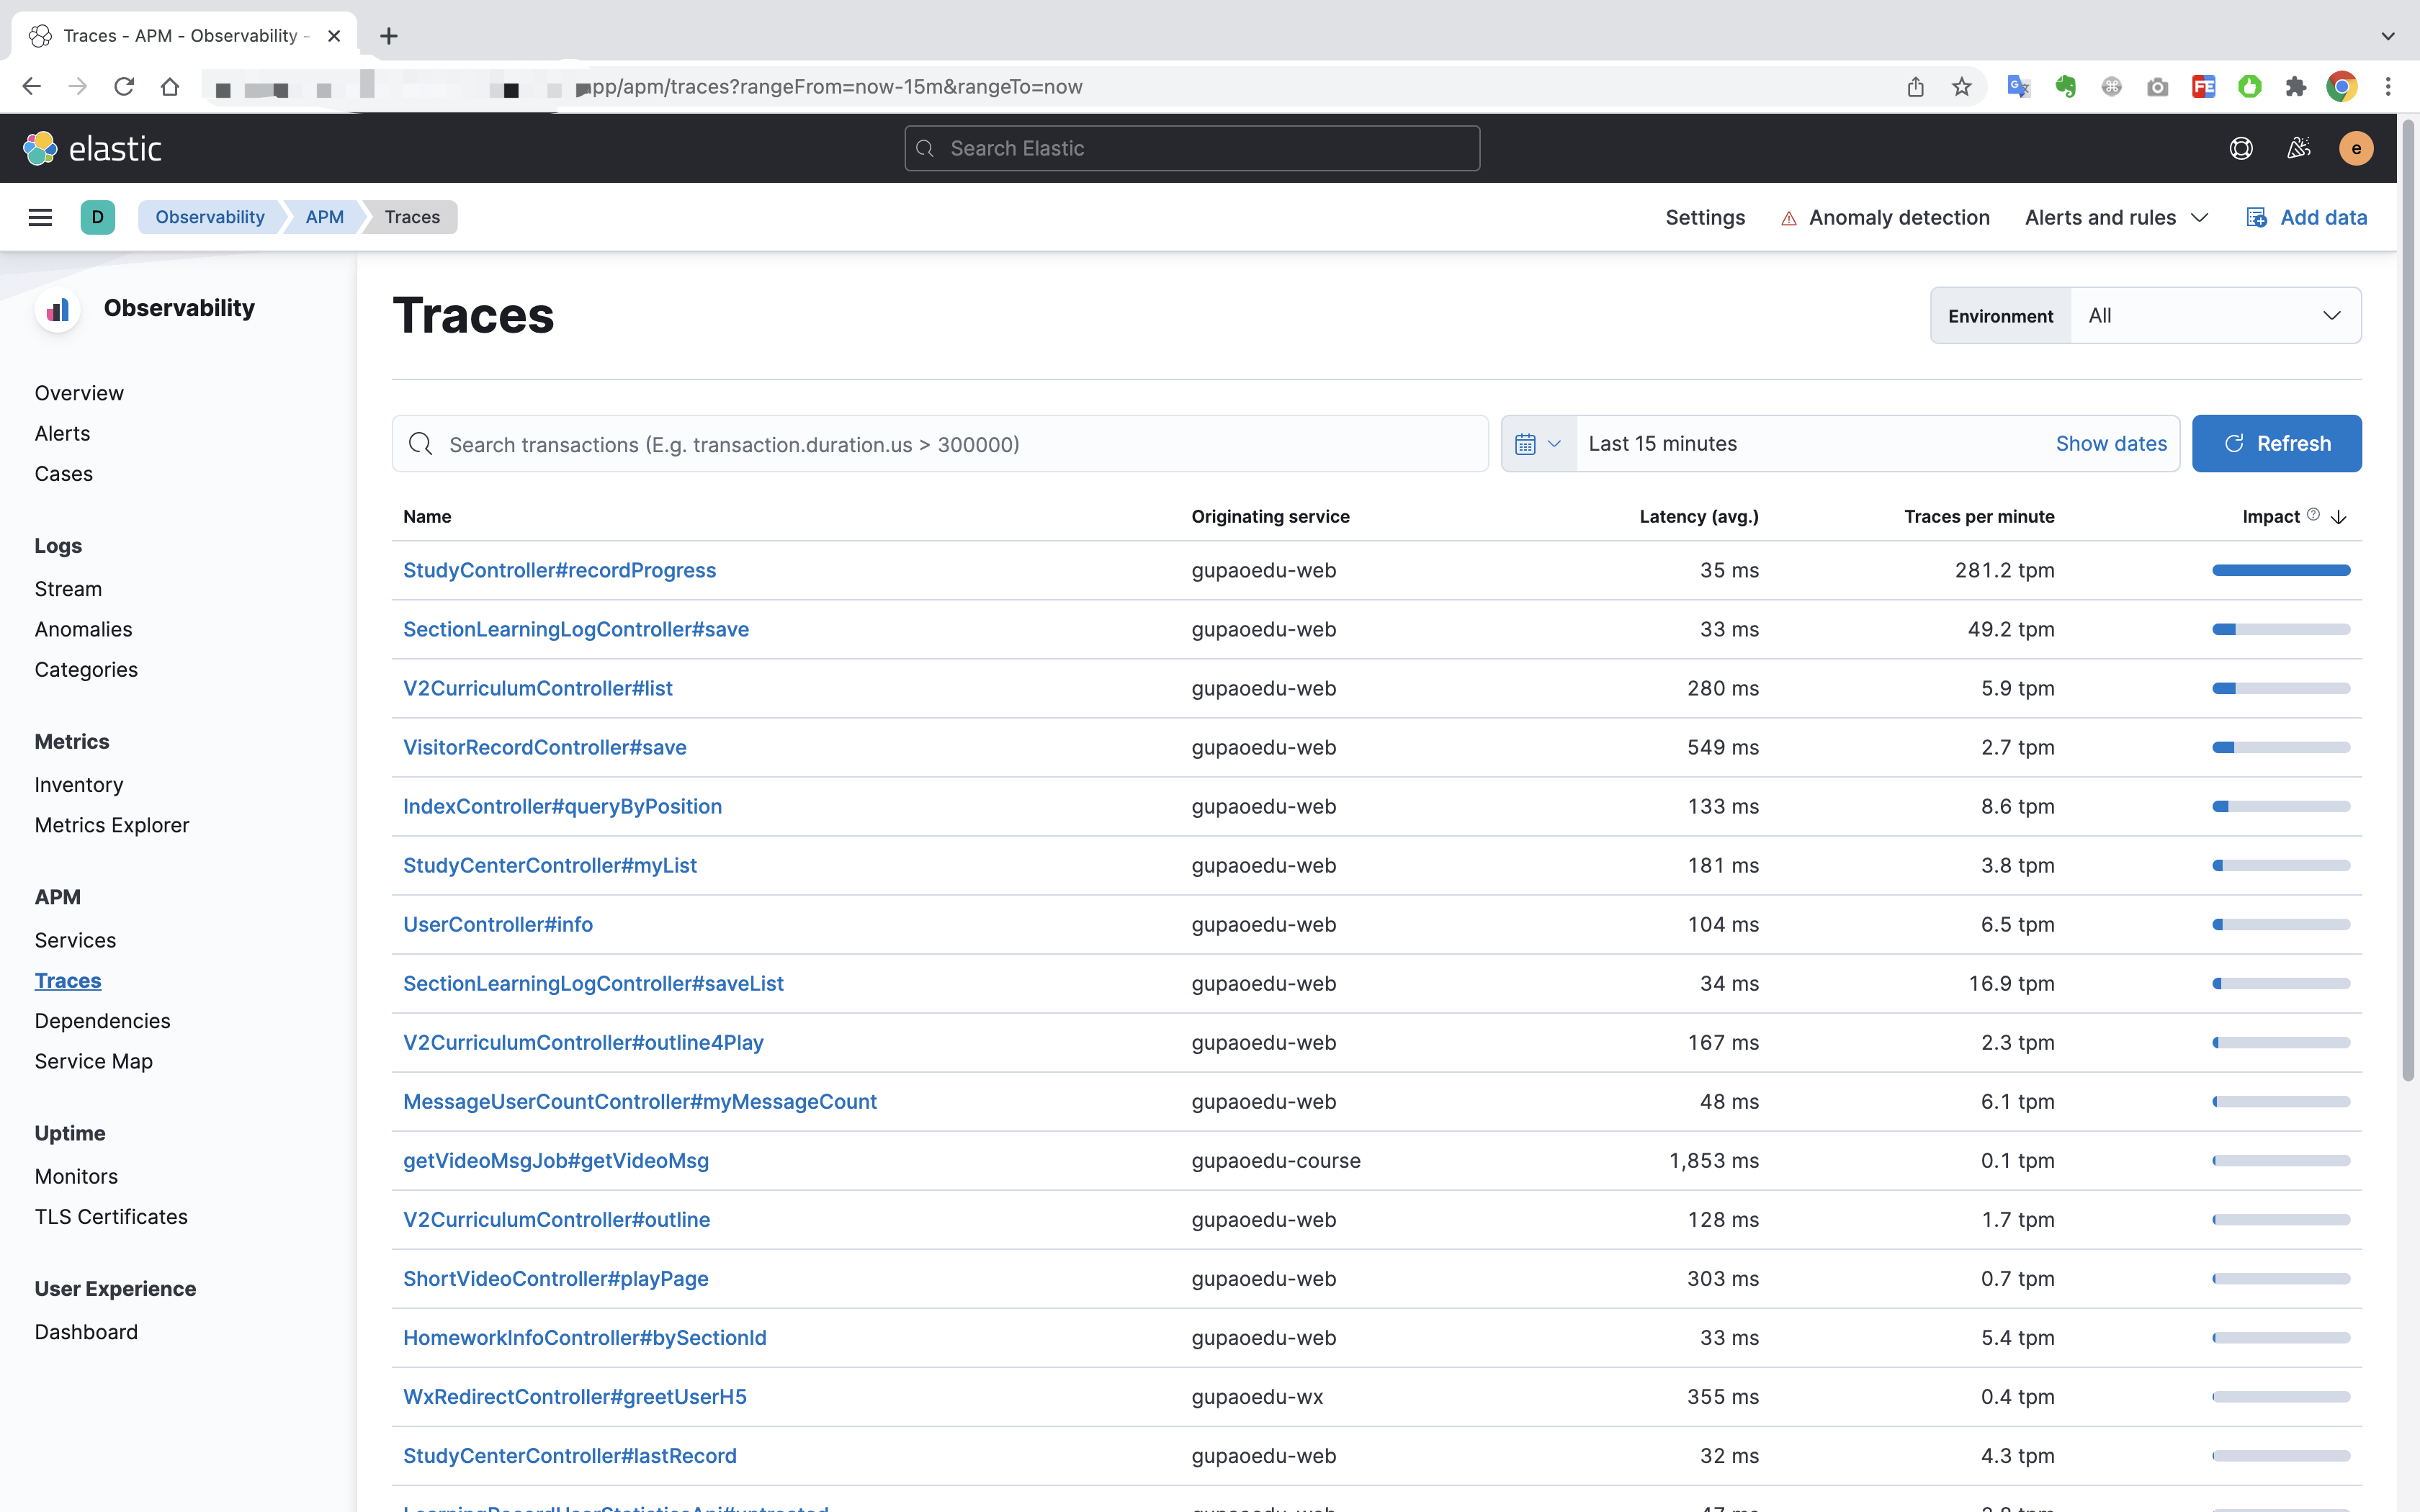 Traces - APM - Observability -
pp/apm/traces?rangeFrom=now-15m&rangeTo=now
FE
elastic
Search Elastic
e
D
Observability
APM
Traces
Settings
Anomaly detection
Alerts and rules
Add data
Observability
Overview
Alerts
Cases
Logs
Stream
Anomalies
Categories
Metrics
Inventory
Metrics Explorer
APM
Services
Traces
Dependencies
Service Map
Uptime
Monitors
TLS Certificates
User Experience
Dashboard
Traces
Environment All
Search transactions (E.g. transaction.duration.us > 300000)
Last 15 minutes
Show dates
Refresh
Name Originating service Latency (avg.) Traces per minute Impact
StudyController#recordProgress gupaoedu-web 35 ms 281.2 tpm
SectionLearningLogController#save gupaoedu-web 33 ms 49.2 tpm
V2CurriculumController#list gupaoedu-web 280 ms 5.9 tpm
VisitorRecordController#save gupaoedu-web 549 ms 2.7 tpm
IndexController#queryByPosition gupaoedu-web 133 ms 8.6 tpm
StudyCenterController#myList gupaoedu-web 181 ms 3.8 tpm
UserController#info gupaoedu-web 104 ms 6.5 tpm
SectionLearningLogController#saveList gupaoedu-web 34 ms 16.9 tpm
V2CurriculumController#outline4Play gupaoedu-web 167 ms 2.3 tpm
MessageUserCountController#myMessageCount gupaoedu-web 48 ms 6.1 tpm
getVideoMsgJob#getVideoMsg gupaoedu-course 1,853 ms 0.1 tpm
V2CurriculumController#outline gupaoedu-web 128 ms 1.7 tpm
ShortVideoController#playPage gupaoedu-web 303 ms 0.7 tpm
HomeworkInfoController#bySectionId gupaoedu-web 33 ms 5.4 tpm
WxRedirectController#greetUserH5 gupaoedu-wx 355 ms 0.4 tpm
StudyCenterController#lastRecord gupaoedu-web 32 ms 4.3 tpm